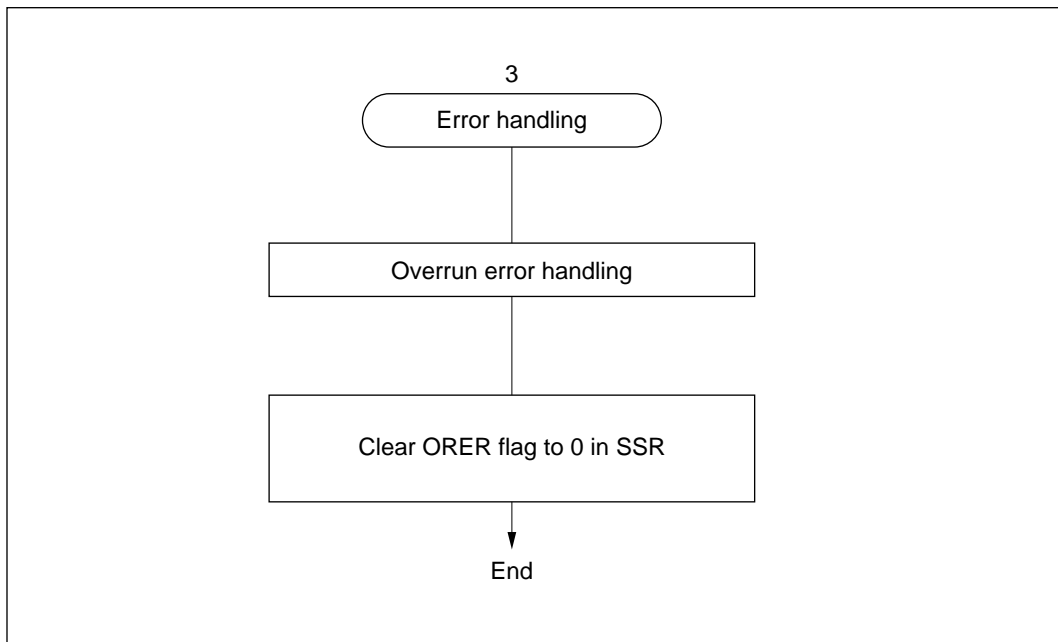 3
Error handling
Overrun error handling
Clear ORER flag to 0 in SSR
End